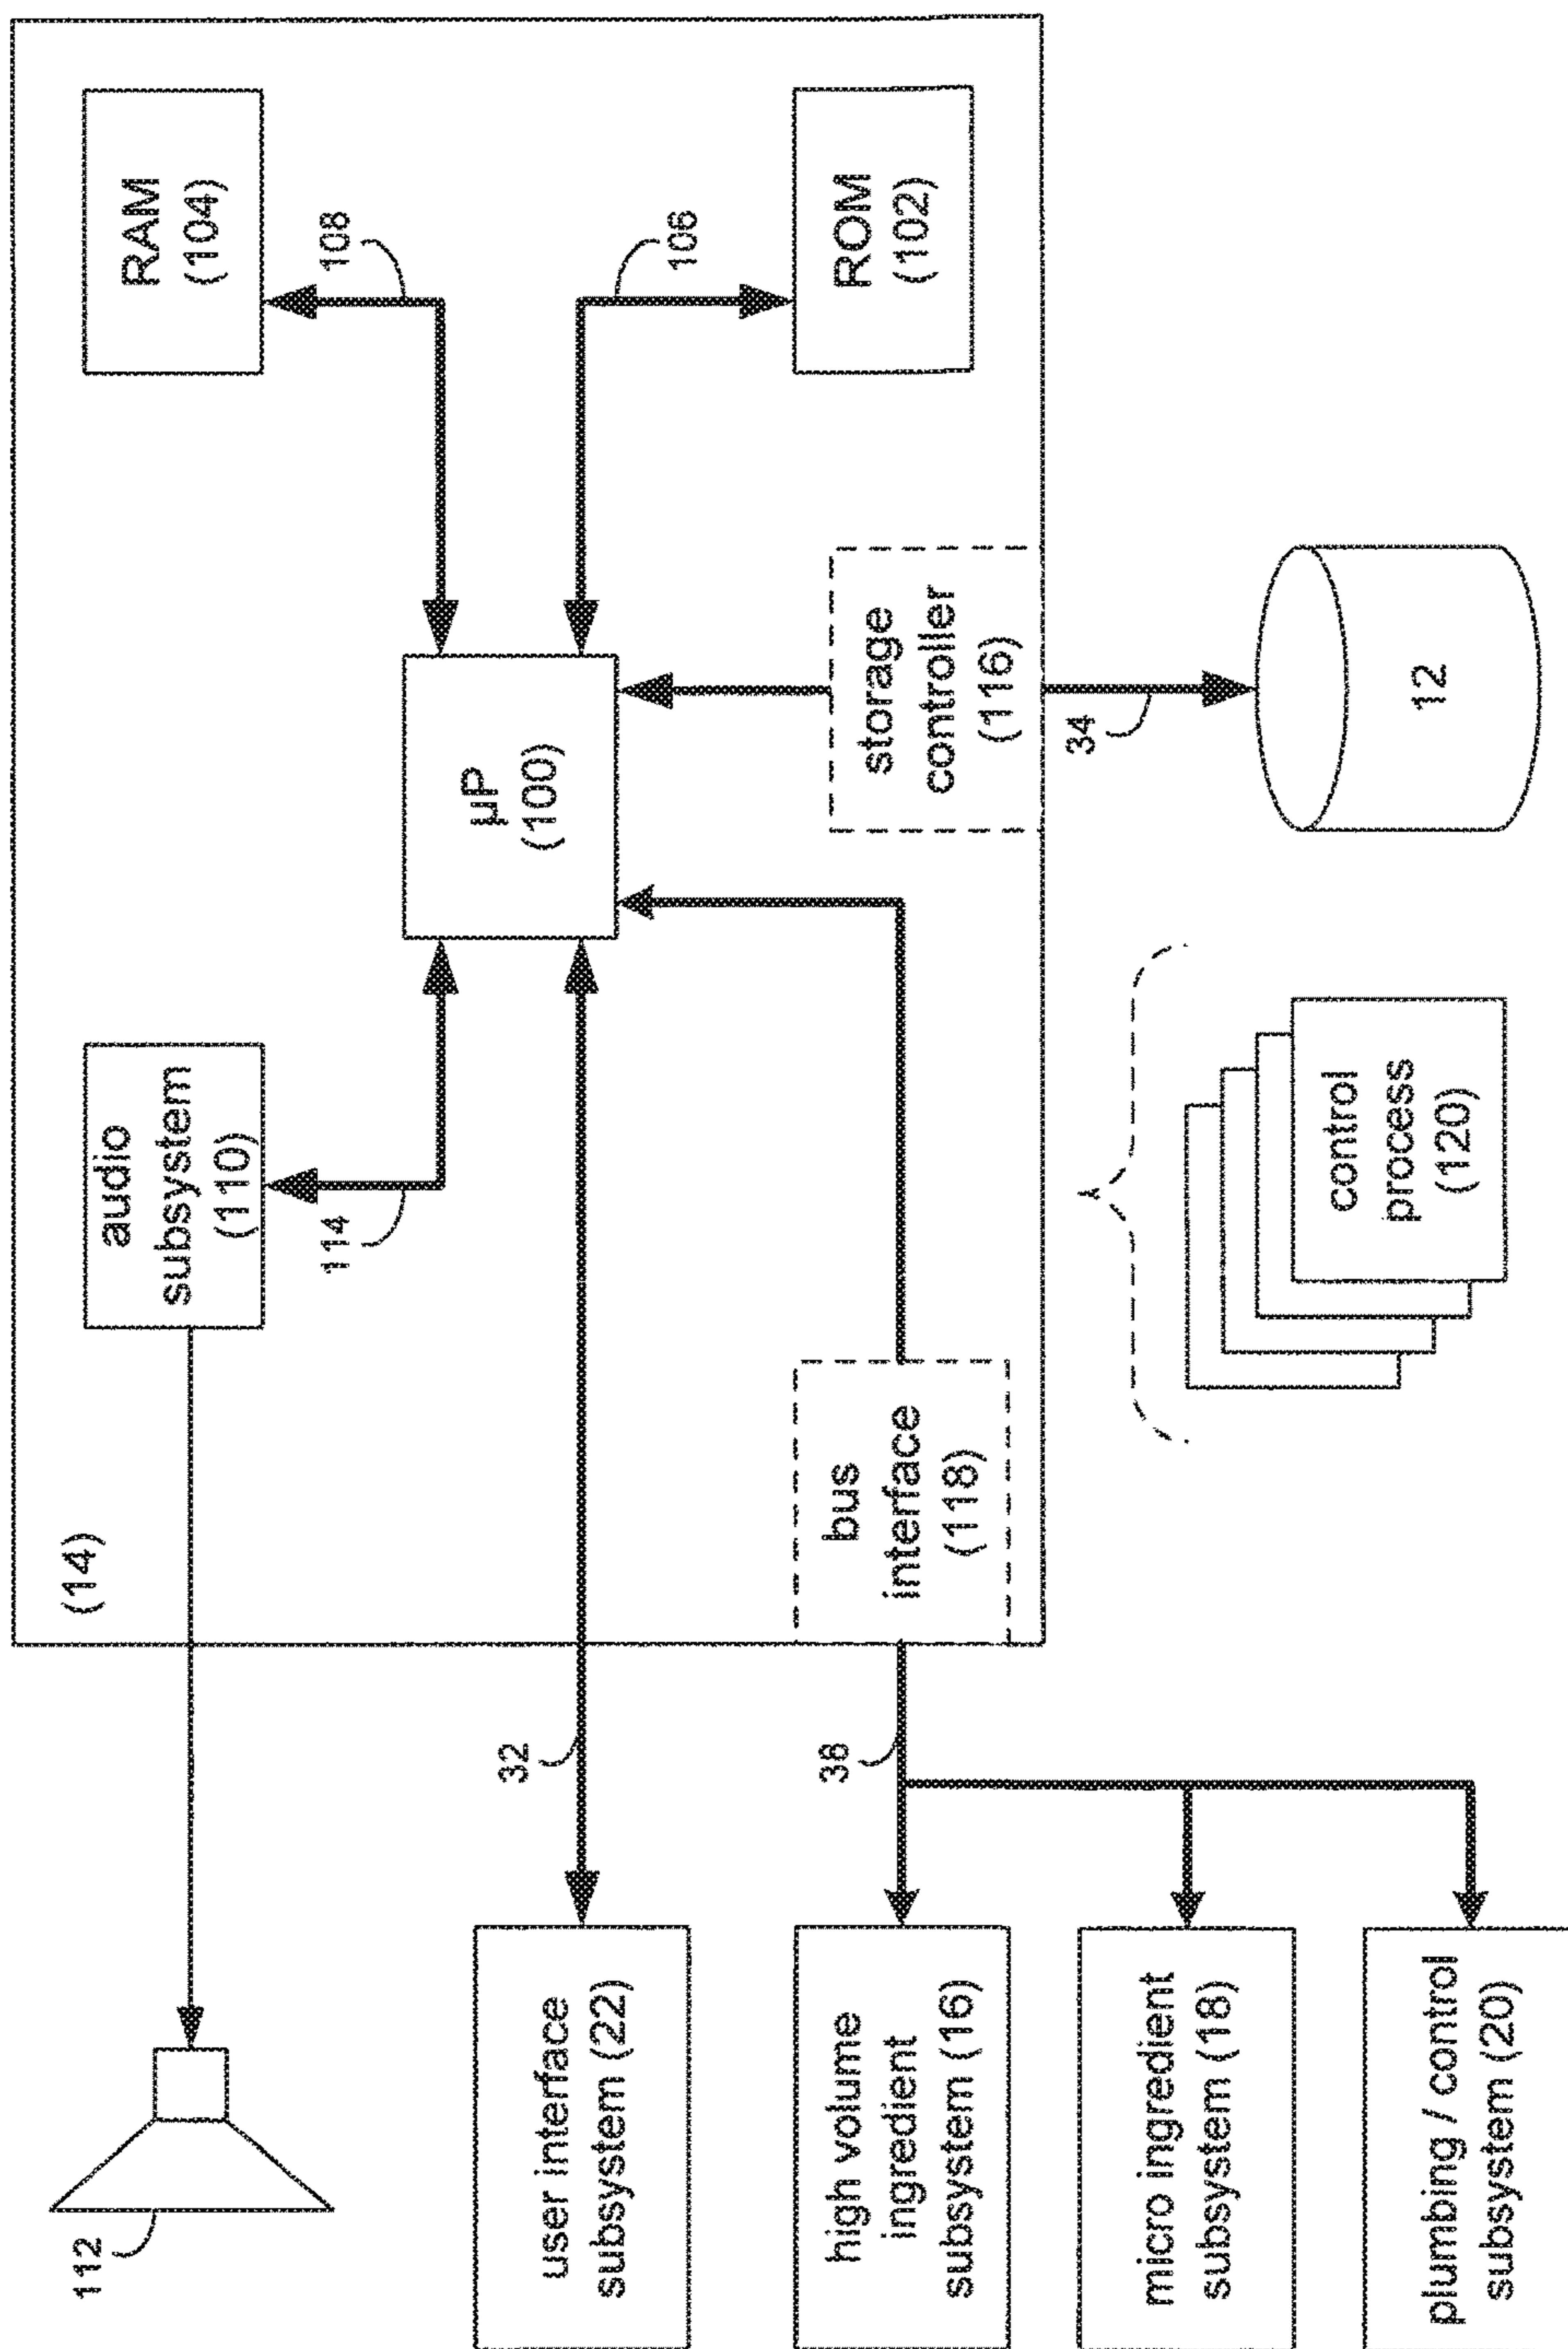 112
(14)
audio
subsystem
(110)
RAM
(104)
114
108
µP
(100)
32
user interface
subsystem (22)
106
38
high volume
ingredient
subsystem (16)
bus
interface
(118)
storage
controller
(116)
ROM
(102)
34
micro ingredient
subsystem (18)
control
process
(120)
12
plumbing / control
subsystem (20)